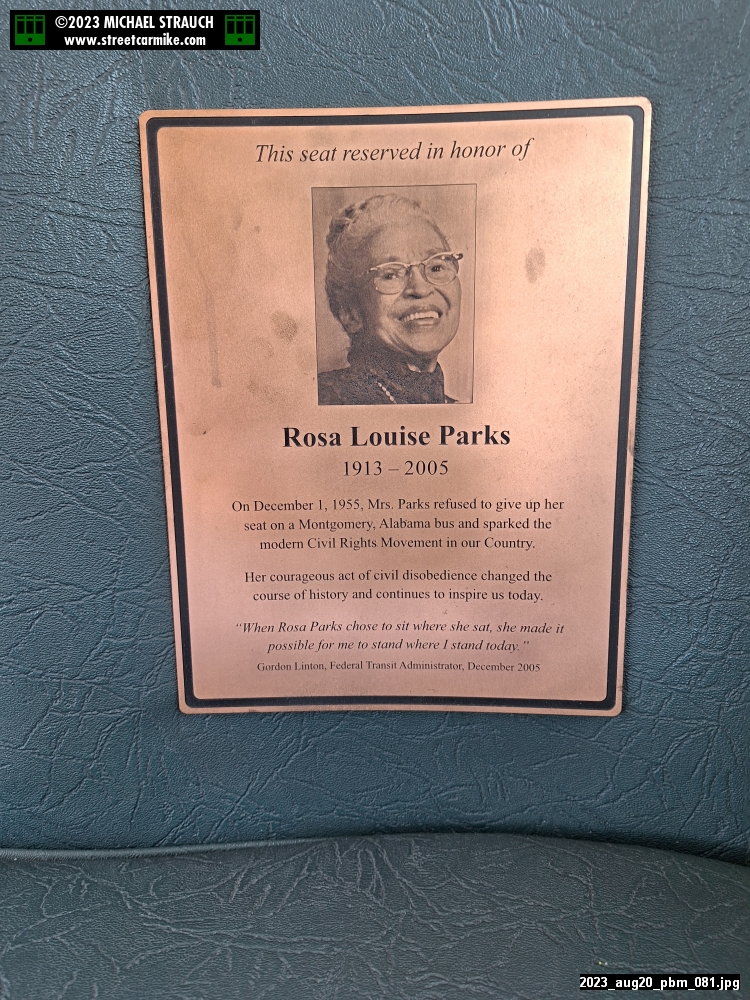 ©2023 MICHAEL STRAUCH
www.streetcarmike.com
This seat reserved in honor of
Rosa Louise Parks
1913 – 2005
On December 1, 1955, Mrs. Parks refused to give up her
seat on a Montgomery, Alabama bus and sparked the
modern Civil Rights Movement in our Country.
Her courageous act of civil disobedience changed the
course of history and continues to inspire us today.
“When Rosa Parks chose to sit where she sat, she made it
possible for me to stand where I stand today.”
Gordon Linton, Federal Transit Administrator, December 2005
2023_aug20_pbm_081.jpg